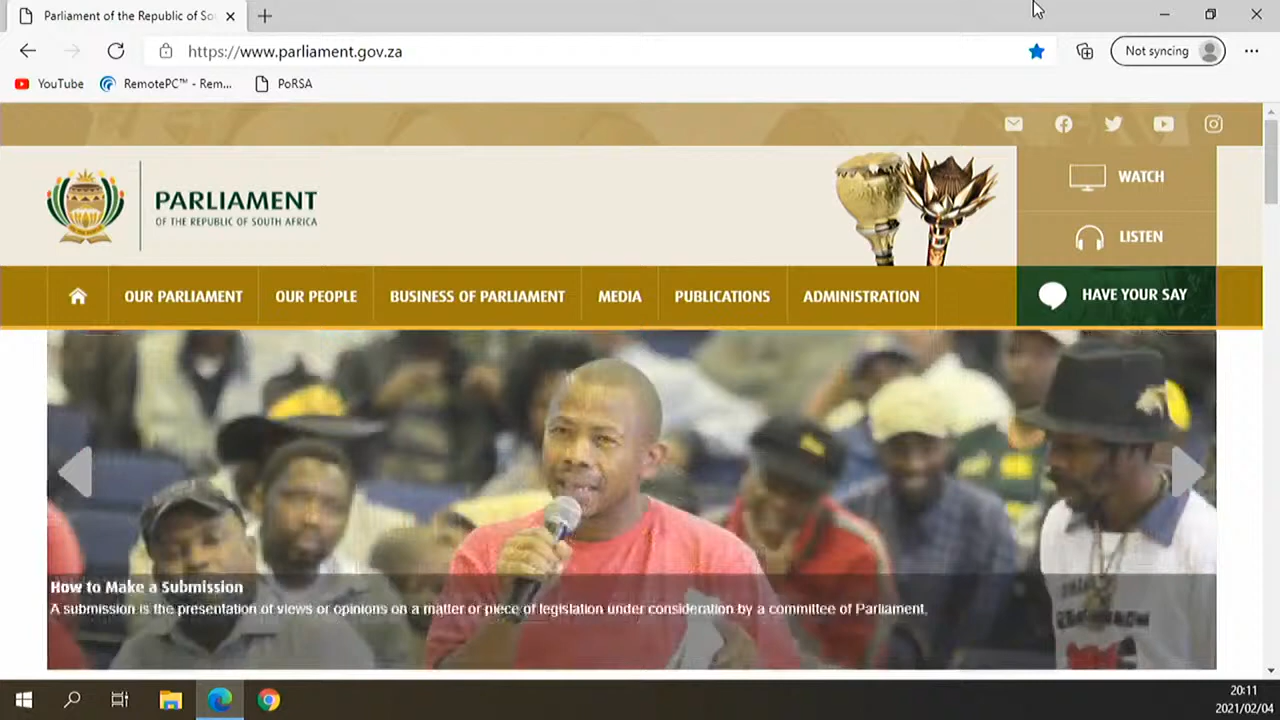 Parliament of the Republic of So
https://www.parliament.gov.za
Not syncing
YouTube
RemotePC™ - Rem...
PoRSA
PARLIAMENT
OF THE REPUBLIC OF SOUTH AFRICA
WATCH
LISTEN
OUR PARLIAMENT
OUR PEOPLE
BUSINESS OF PARLIAMENT
MEDIA
PUBLICATIONS
ADMINISTRATION
HAVE YOUR SAY
How to Make a Submission
A submission is the presentation of views or opinions on a matter or piece of legislation under consideration by a committee of Parliament.
20:11
2021/02/04